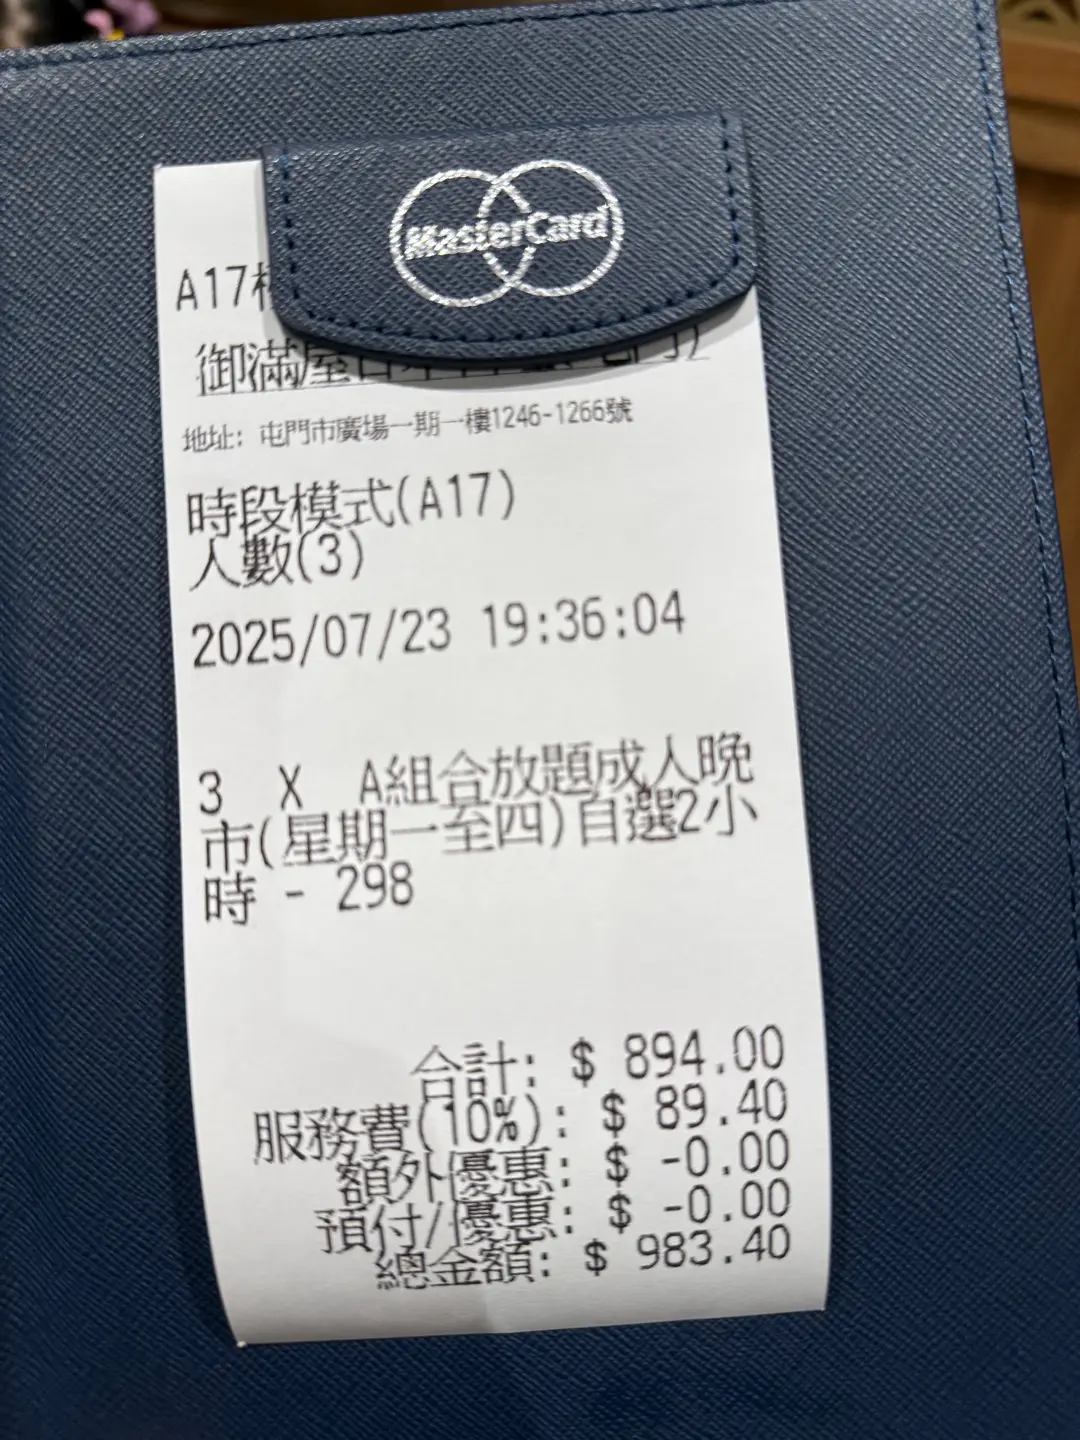 MasterCard
A17
御滿屋
地址: 屯門市廣場一期一樓1246-1266號
時段模式(A17)
人數(3)
2025/07/23 19:36:04
3 X A組合放題成人晚
市(星期一至四)自選2小
時 - 298
合計: $ 894.00
服務費(10%): $ 89.40
額外優惠: $ -0.00
預付/優惠: $ -0.00
總金額: $ 983.40